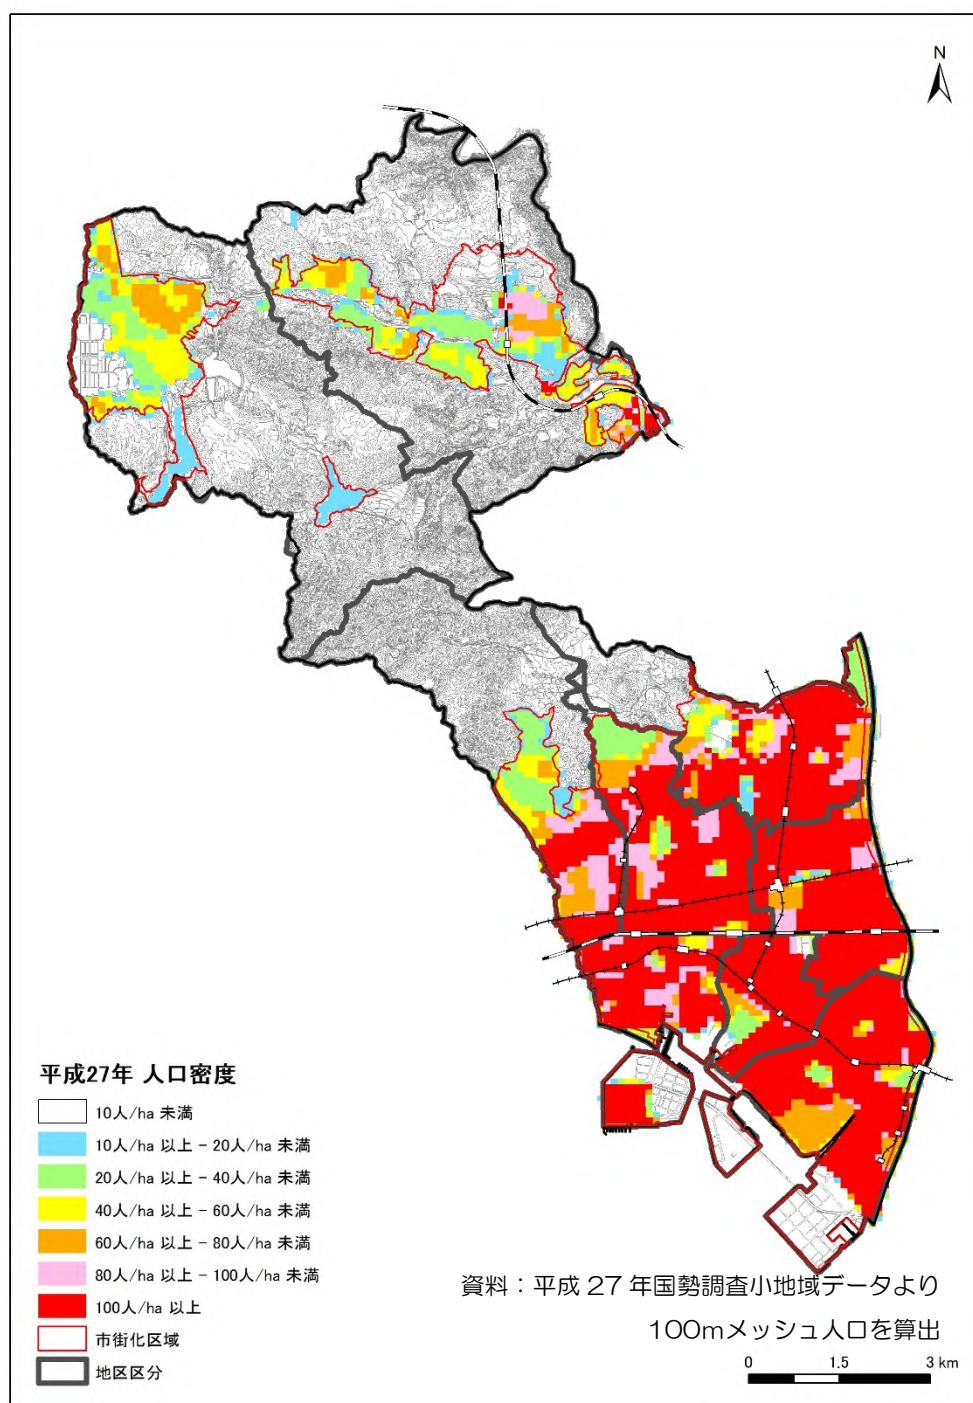 N
平成27年 人口密度
10人/ha 未満
10人/ha 以上 - 20人/ha 未満
20人/ha 以上 - 40人/ha 未満
40人/ha 以上 - 60人/ha 未満
60人/ha 以上 - 80人/ha 未満
80人/ha 以上 - 100人/ha 未満
100人/ha 以上
市街化区域
地区区分
資料：平成 27 年国勢調査小地域データより
100mメッシュ人口を算出
0 1.5 3 km